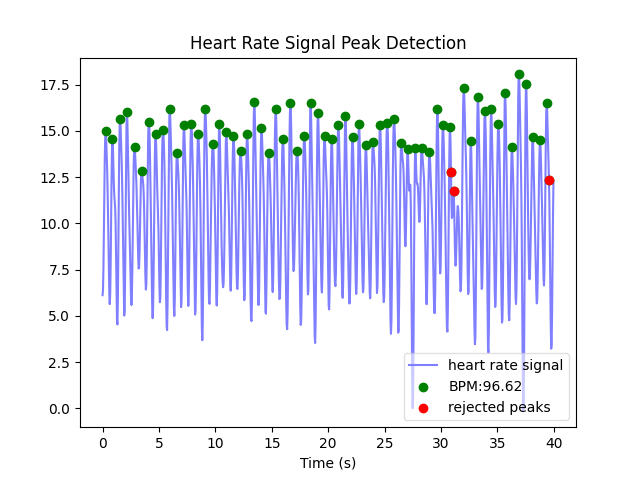 Heart Rate Signal Peak Detection
17.5
15.0
12.5
10.0
7.5
5.0
2.5
0.0
heart rate signal
BPM:96.62
rejected peaks
0 5 10 15 20 25 30 35 40
Time (s)